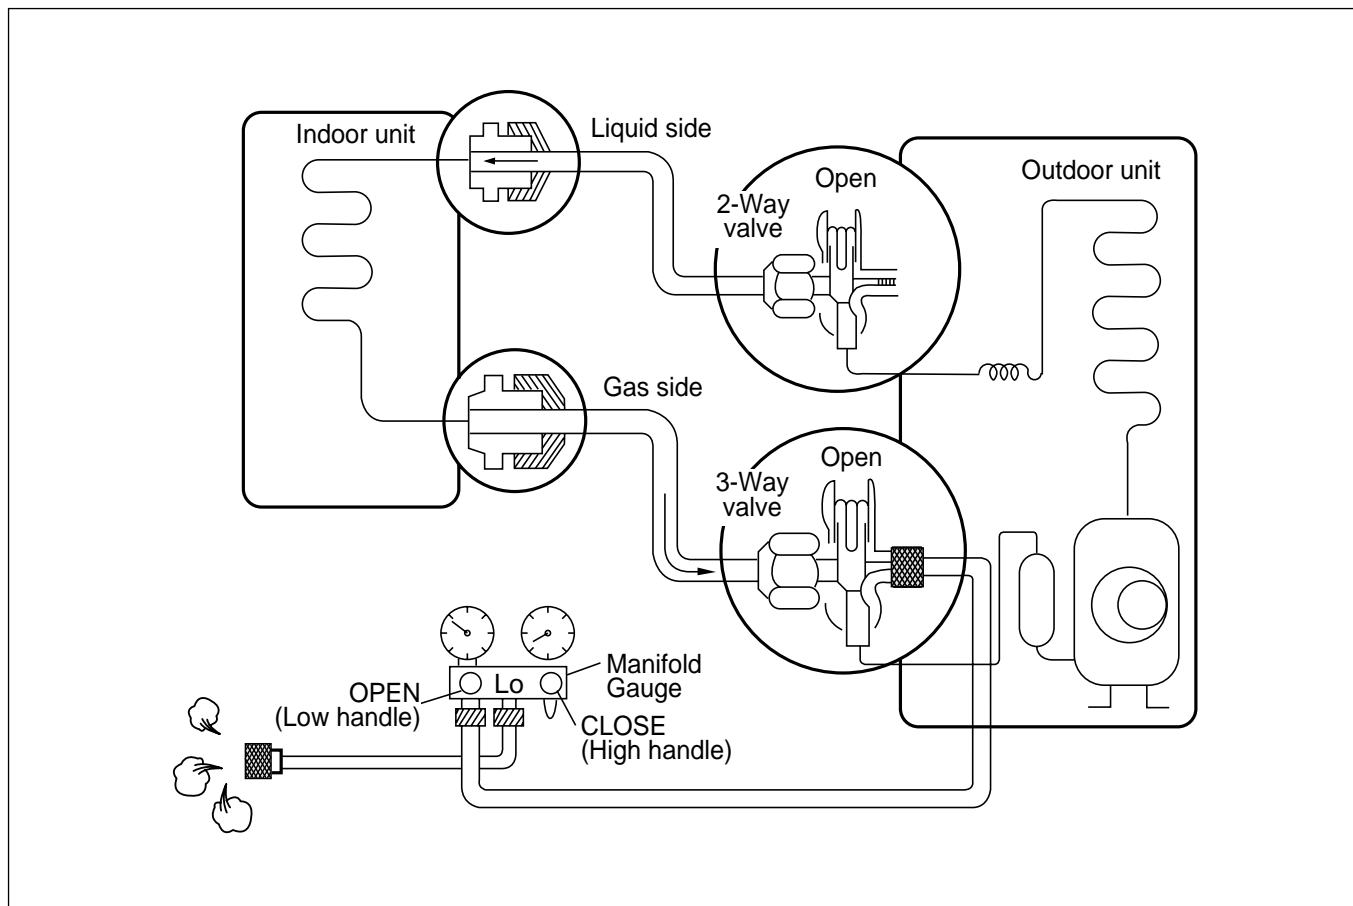 Indoor unit
Liquid side
Open
2-Way
valve
Outdoor unit
Gas side
Open
3-Way
valve
Manifold
Gauge
Lo
OPEN
(Low handle)
CLOSE
(High handle)